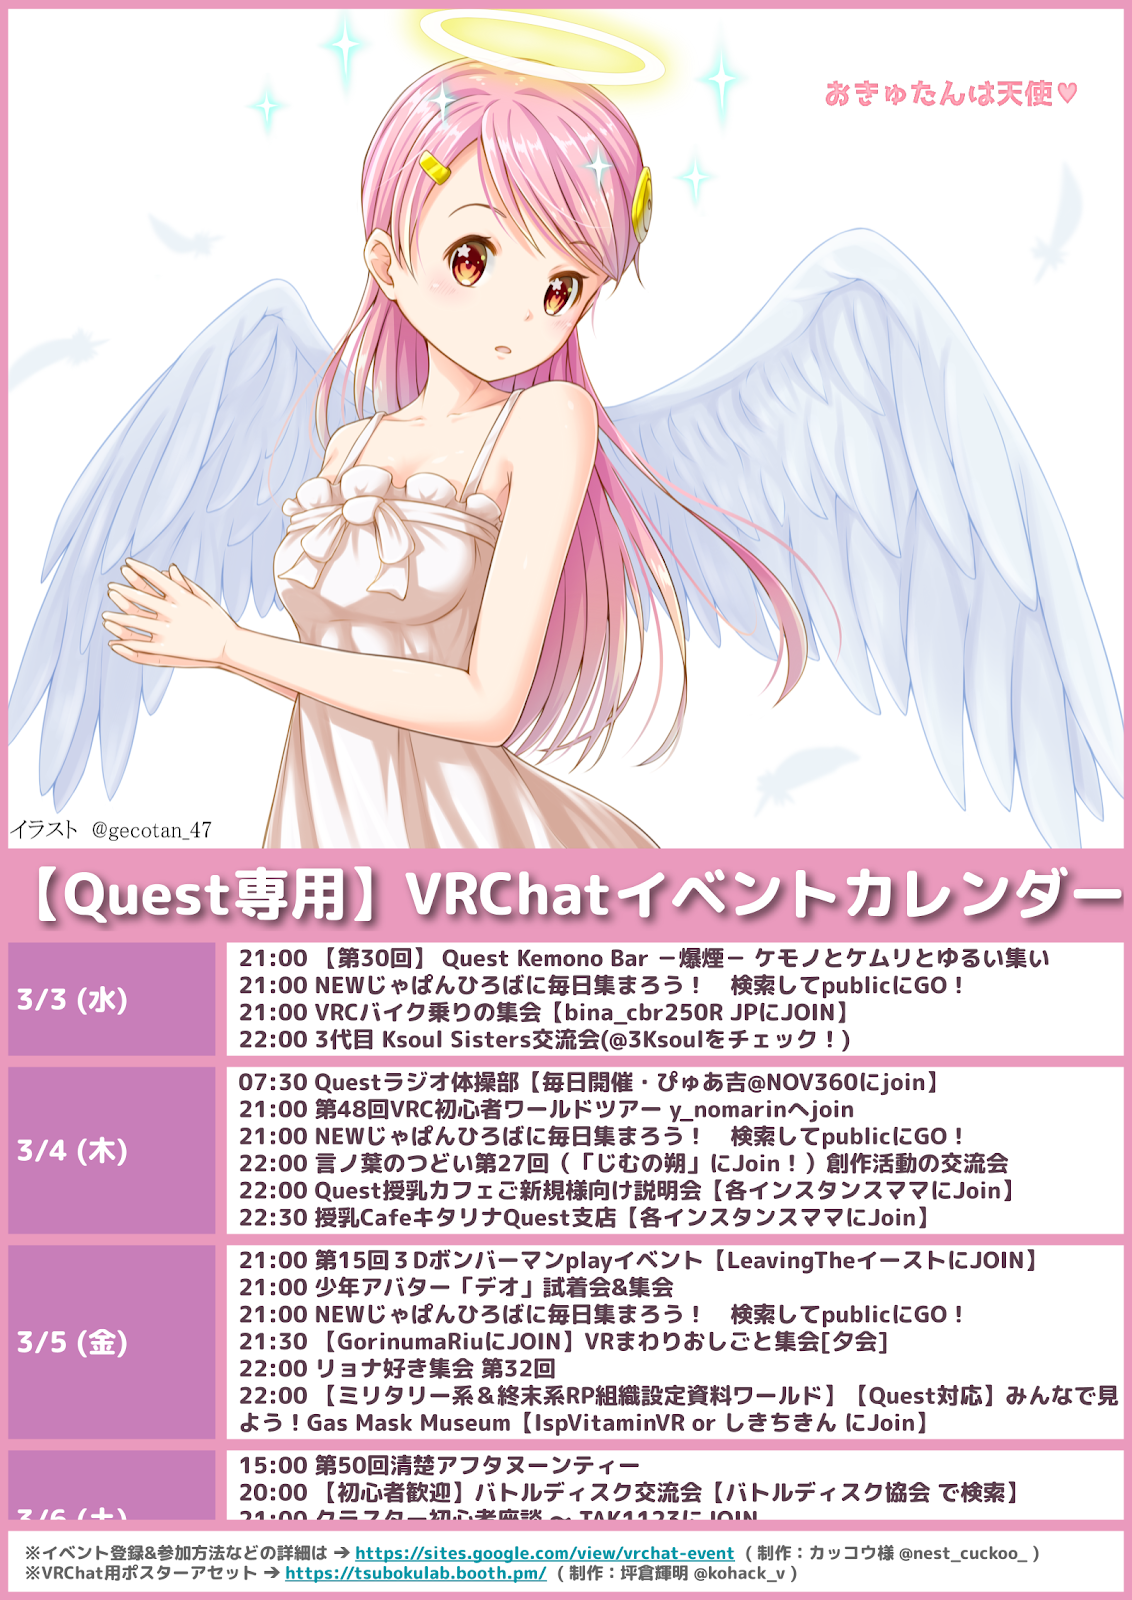 おきゅたんは天使♥
イラスト @gecotan_47
【Quest専用】VRChatイベントカレンダー
3/3 (水)
21:00 【第30回】 Quest Kemono Bar －爆煙－ ケモノとケムリとゆるい集い
21:00 NEWじゃぱんひろばに毎日集まろう！　検索してpublicにGO！
21:00 VRCバイク乗りの集会【bina_cbr250R JPにJOIN】
22:00 3代目 Ksoul Sisters交流会(@3Ksoulをチェック！)
3/4 (木)
07:30 Questラジオ体操部【毎日開催・ぴゅあ吉@NOV360にjoin】
21:00 第48回VRC初心者ワールドツアー y_nomarinへjoin
21:00 NEWじゃぱんひろばに毎日集まろう！　検索してpublicにGO！
22:00 言ノ葉のつどい第27回（「じむの朔」にJoin！）創作活動の交流会
22:00 Quest授乳カフェご新規様向け説明会【各インスタンスママにJoin】
22:30 授乳CafeキタリナQuest支店【各インスタンスママにJoin】
3/5 (金)
21:00 第15回３Dボンバーマンplayイベント【LeavingTheイーストにJOIN】
21:00 少年アバター「デオ」試着会&集会
21:00 NEWじゃぱんひろばに毎日集まろう！　検索してpublicにGO！
21:30 【GorinumaRiuにJOIN】VRまわりおしごと集会[夕会]
22:00 リョナ好き集会 第32回
22:00 【ミリタリー系＆終末系RP組織設定資料ワールド】【Quest対応】みんなで見
よう！Gas Mask Museum【IspVitaminVR or しきちきん にJoin】
3/6 (土)
15:00 第50回清楚アフタヌーンティー
20:00 【初心者歓迎】バトルディスク交流会【バトルディスク協会 で検索】
21:00 クラスター初心者座談会 ～ TAK1123にJOIN
※イベント登録&参加方法などの詳細は ➔ https://sites.google.com/view/vrchat-event （ 制作：カッコウ様 @nest_cuckoo_ ）
※VRChat用ポスターアセット ➔ https://tsubokulab.booth.pm/ （ 制作：坪倉輝明 @kohack_v ）